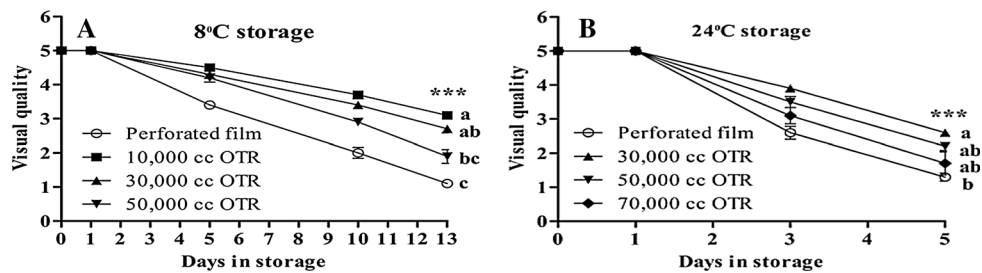 A
8ºC storage
Visual quality
6
5
4
3
2
1
0
***
a
ab
bc
c
Perforated film
10,000 cc OTR
30,000 cc OTR
50,000 cc OTR
0 1 2 3 4 5 6 7 8 9 10 11 12 13
Days in storage
B
24ºC storage
Visual quality
6
5
4
3
2
1
0
***
a
ab
ab
b
Perforated film
30,000 cc OTR
50,000 cc OTR
70,000 cc OTR
0 1 2 3 4 5
Days in storage